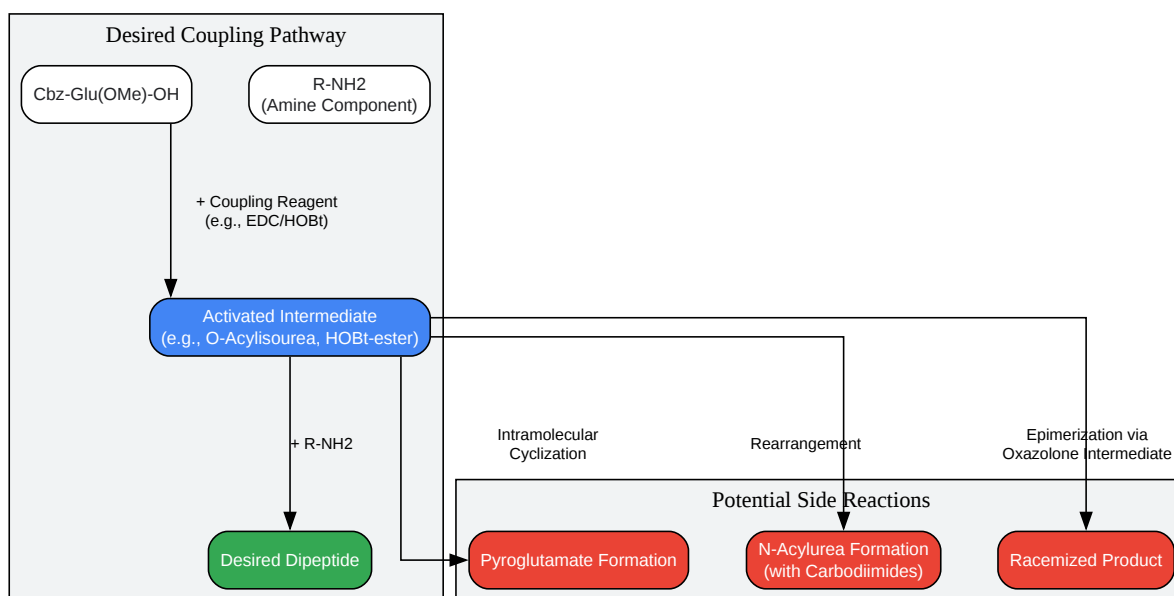 Desired Coupling Pathway
Cbz-Glu(OMe)-OH
R-NH2
(Amine Component)
+ Coupling Reagent
(e.g., EDC/HOBt)
Activated Intermediate
(e.g., O-Acylisourea, HOBt-ester)
+ R-NH2
Intramolecular
Cyclization
Rearrangement
Epimerization via
Oxazolone Intermediate
Potential Side Reactions
Desired Dipeptide
Pyroglutamate Formation
N-Acylurea Formation
(with Carbodiimides)
Racemized Product